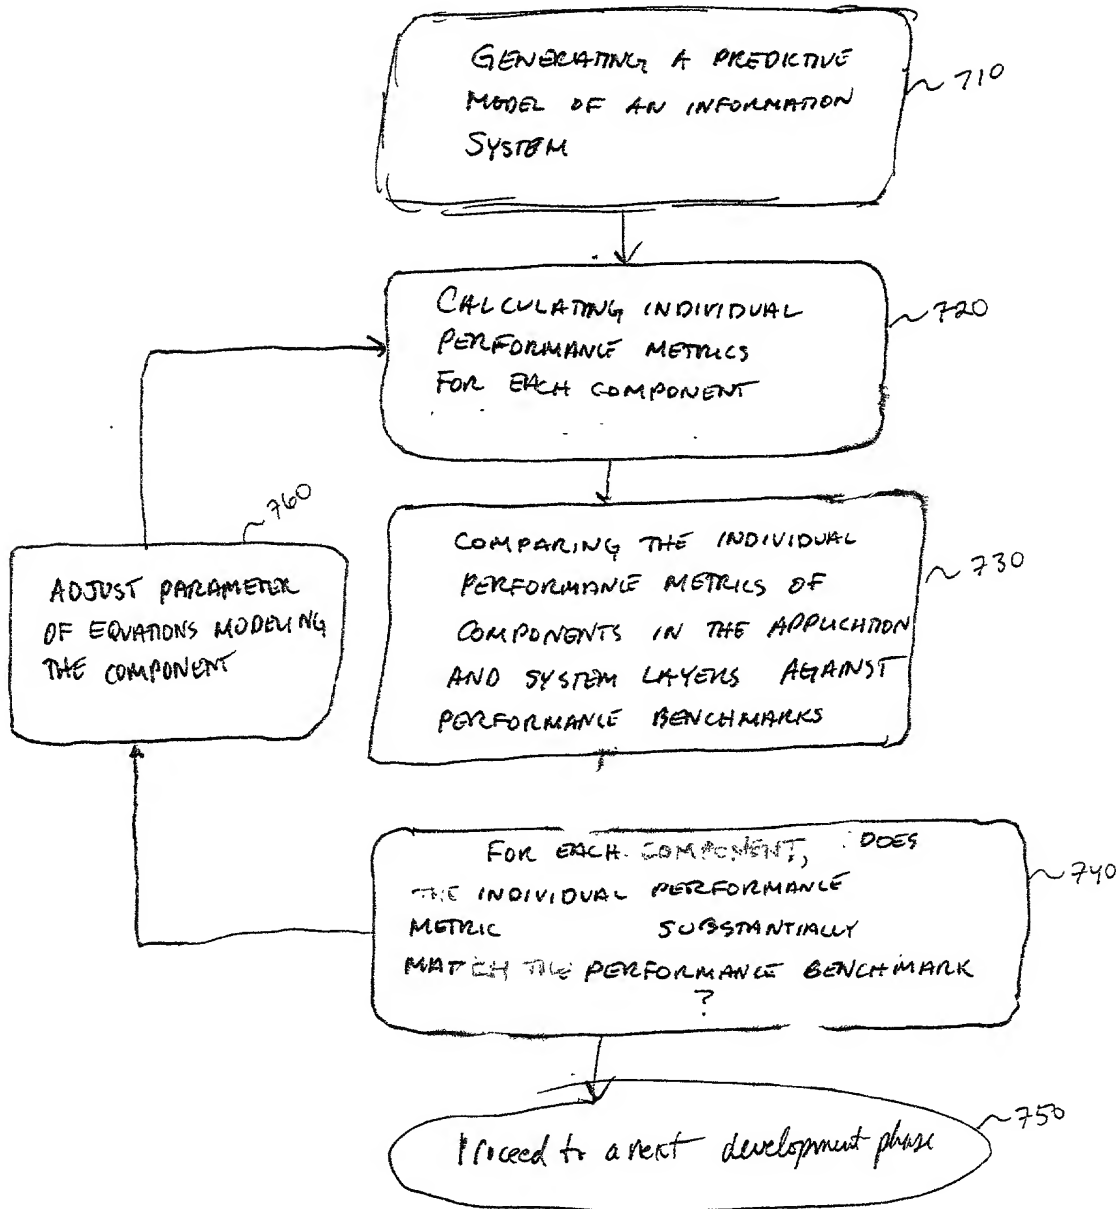 GENERATING A PREDICTIVE
MODEL OF AN INFORMATION
SYSTEM
710
CALCULATING INDIVIDUAL
PERFORMANCE METRICS
FOR EACH COMPONENT
720
760
ADJUST PARAMETER
OF EQUATIONS MODELING
THE COMPONENT
COMPARING THE INDIVIDUAL
PERFORMANCE METRICS OF
COMPONENTS IN THE APPLICATION
AND SYSTEM LAYERS AGAINST
PERFORMANCE BENCHMARKS
730
FOR EACH COMPONENT, DOES
THE INDIVIDUAL PERFORMANCE
METRIC SUBSTANTIALLY
MATCH THE PERFORMANCE BENCHMARK
?
740
Proceed to a next development phase
750